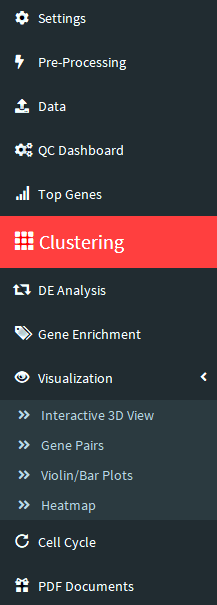 Settings
Pre-Processing
Data
QC Dashboard
Top Genes
Clustering
DE Analysis
Gene Enrichment
Visualization
Interactive 3D View
Gene Pairs
Violin/Bar Plots
Heatmap
Cell Cycle
PDF Documents